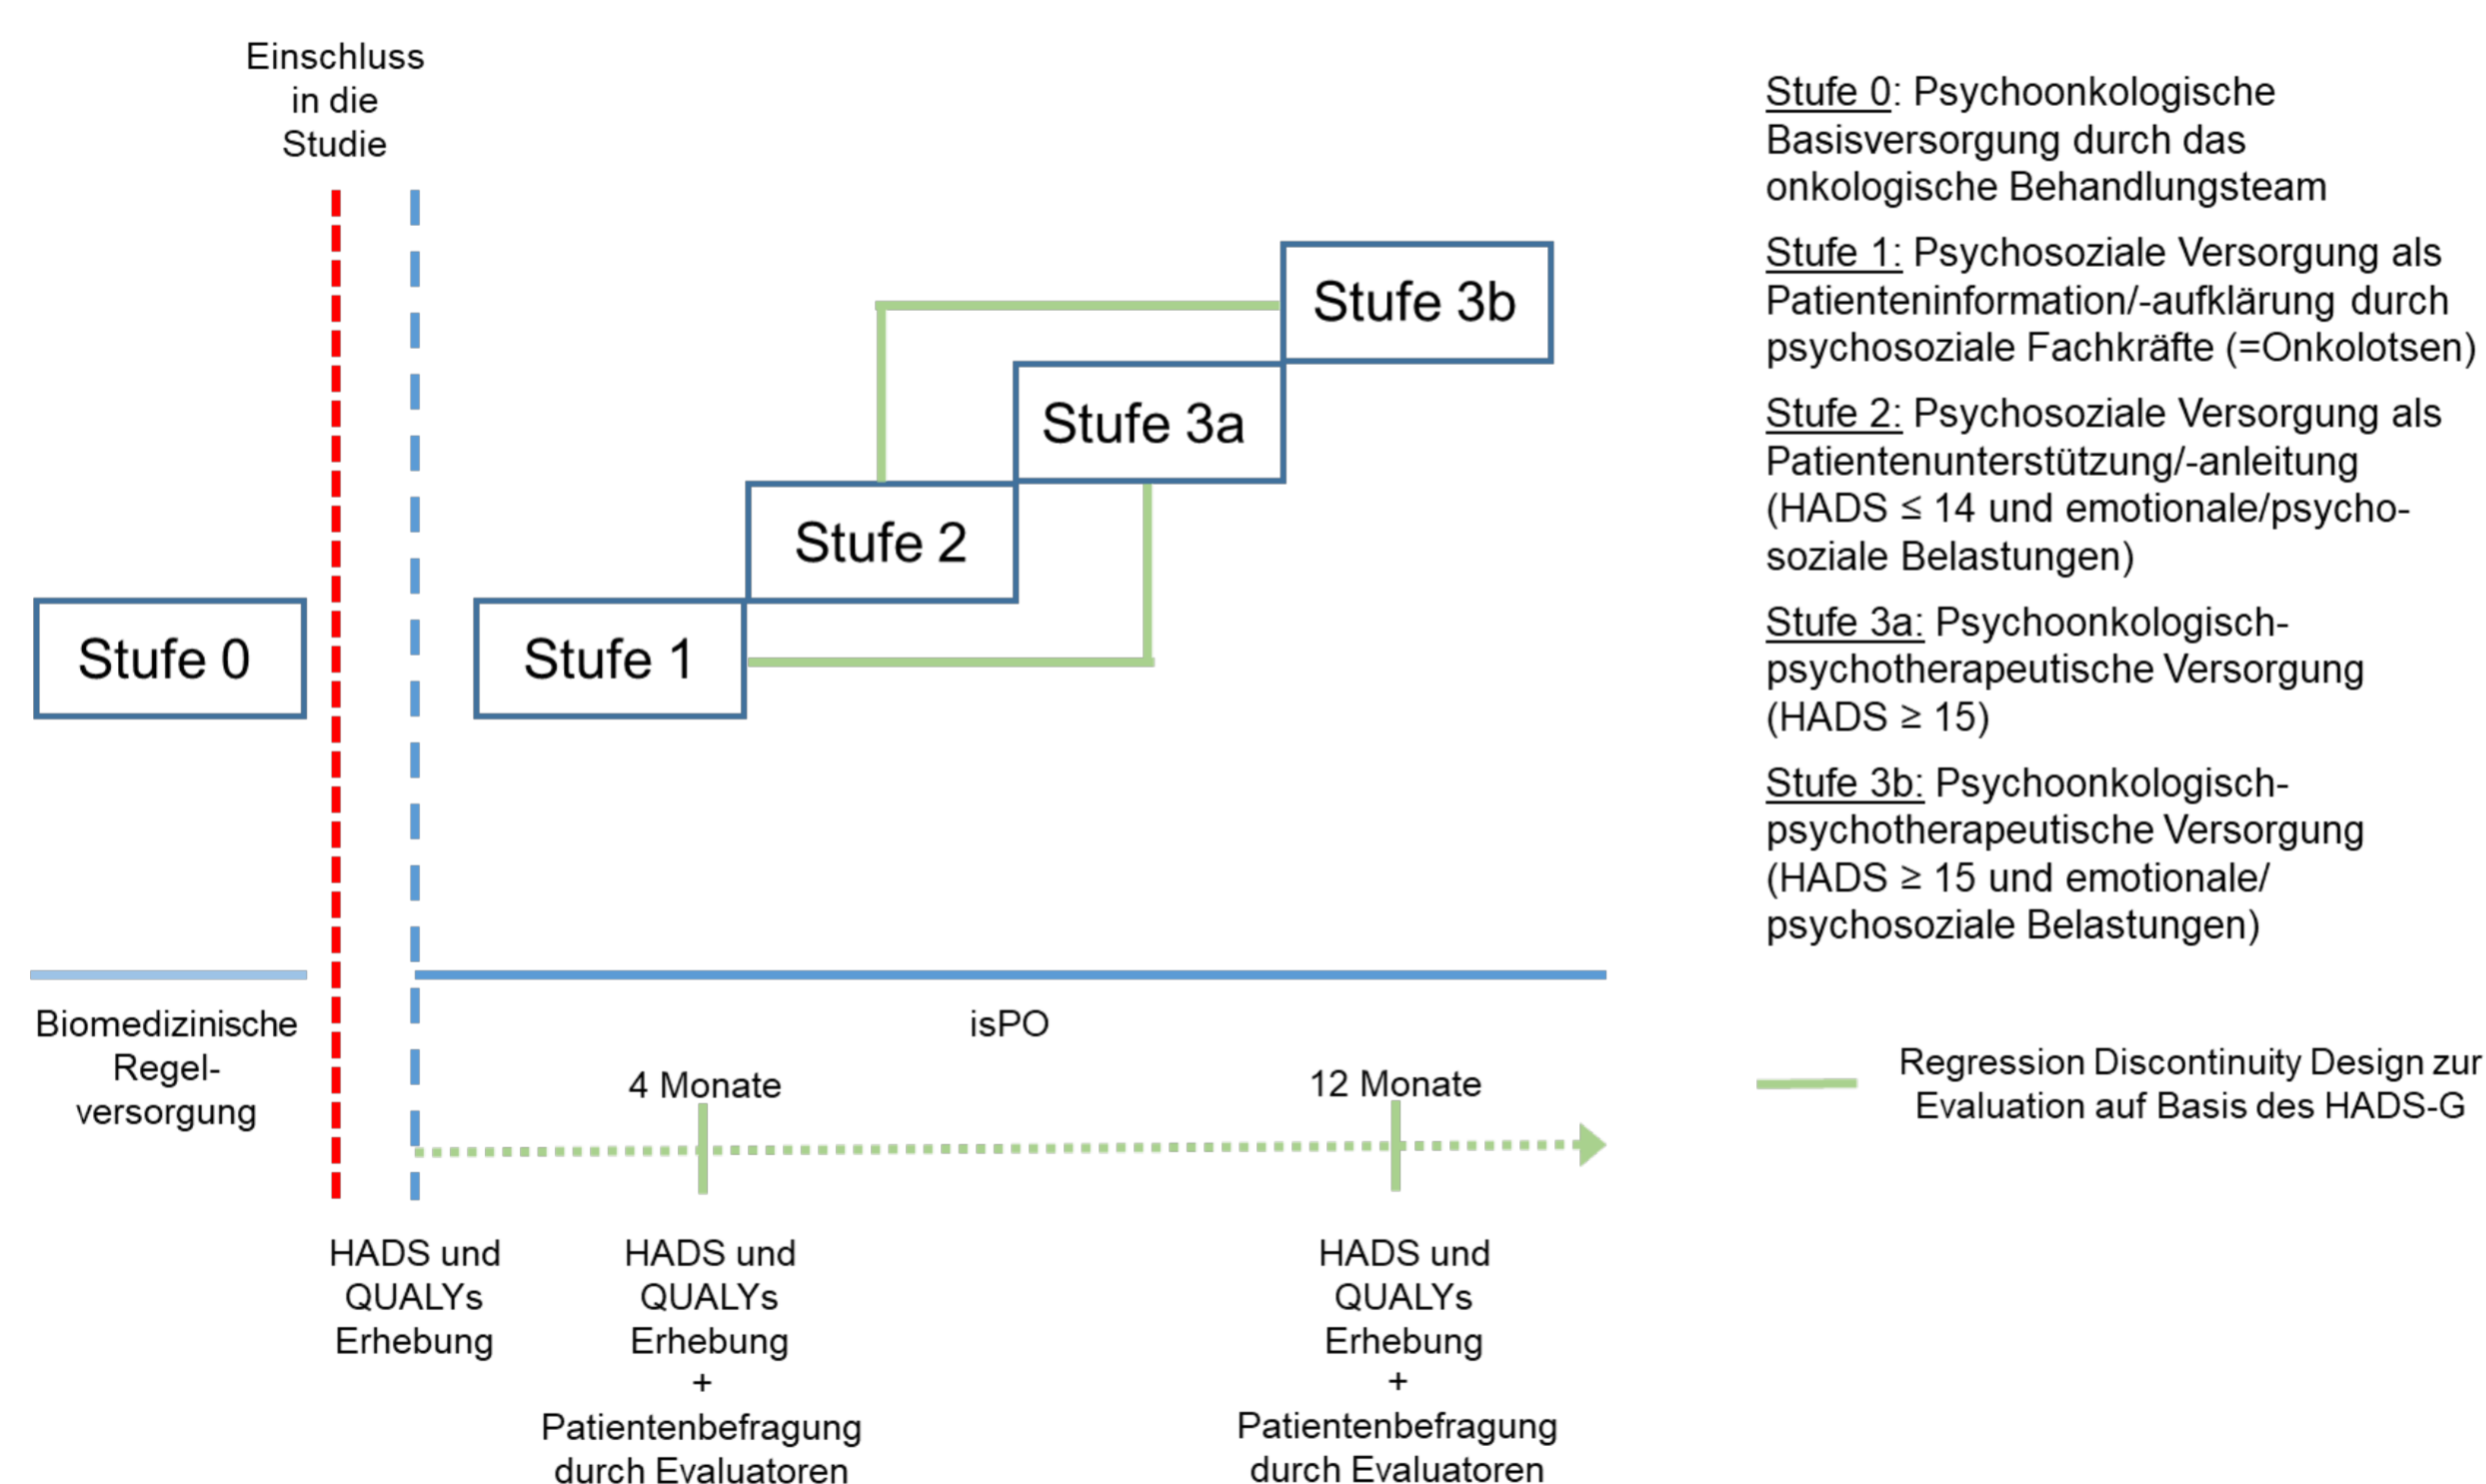 Einschluss
in die
Studie
Stufe 0
Stufe 1
Stufe 2
Stufe 3a
Stufe 3b
Biomedizinische
Regel-
versorgung
isPO
4 Monate
12 Monate
HADS und
QUALYs
Erhebung
HADS und
QUALYs
Erhebung
+
Patientenbefragung
durch Evaluatoren
HADS und
QUALYs
Erhebung
+
Patientenbefragung
durch Evaluatoren
Stufe 0: Psychoonkologische
Basisversorgung durch das
onkologische Behandlungsteam
Stufe 1: Psychosoziale Versorgung als
Patienteninformation/-aufklärung durch
psychosoziale Fachkräfte (=Onkolotsen)
Stufe 2: Psychosoziale Versorgung als
Patientenunterstützung/-anleitung
(HADS ≤ 14 und emotionale/psycho-
soziale Belastungen)
Stufe 3a: Psychoonkologisch-
psychotherapeutische Versorgung
(HADS ≥ 15)
Stufe 3b: Psychoonkologisch-
psychotherapeutische Versorgung
(HADS ≥ 15 und emotionale/
psychosoziale Belastungen)
Regression Discontinuity Design zur
Evaluation auf Basis des HADS-G